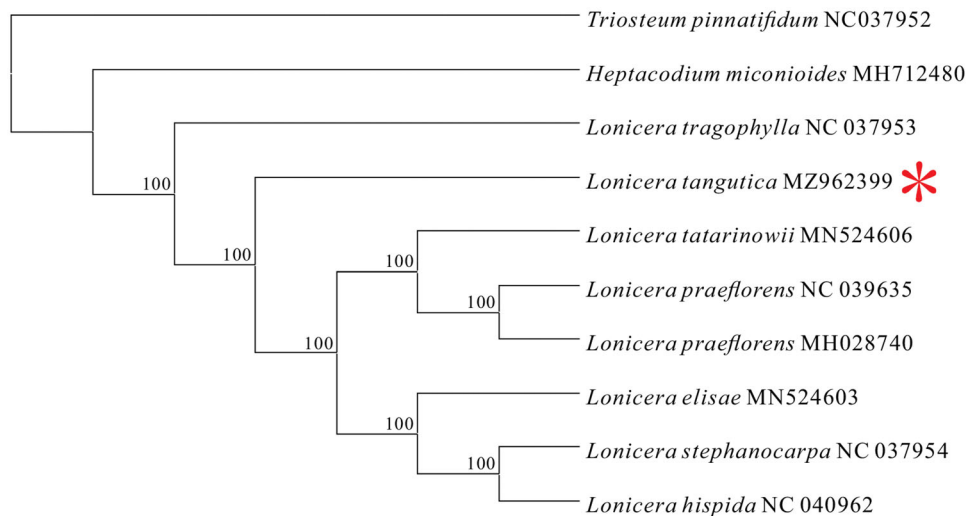 Triosteum pinnatifidum NC037952
Heptacodium miconioides MH712480
Lonicera tragophylla NC 037953
100
Lonicera tangutica MZ962399
100
Lonicera tatarinowii MN524606
100
Lonicera praeflorens NC 039635
100
Lonicera praeflorens MH028740
100
Lonicera elisae MN524603
100
Lonicera stephanocarpa NC 037954
100
Lonicera hispida NC 040962